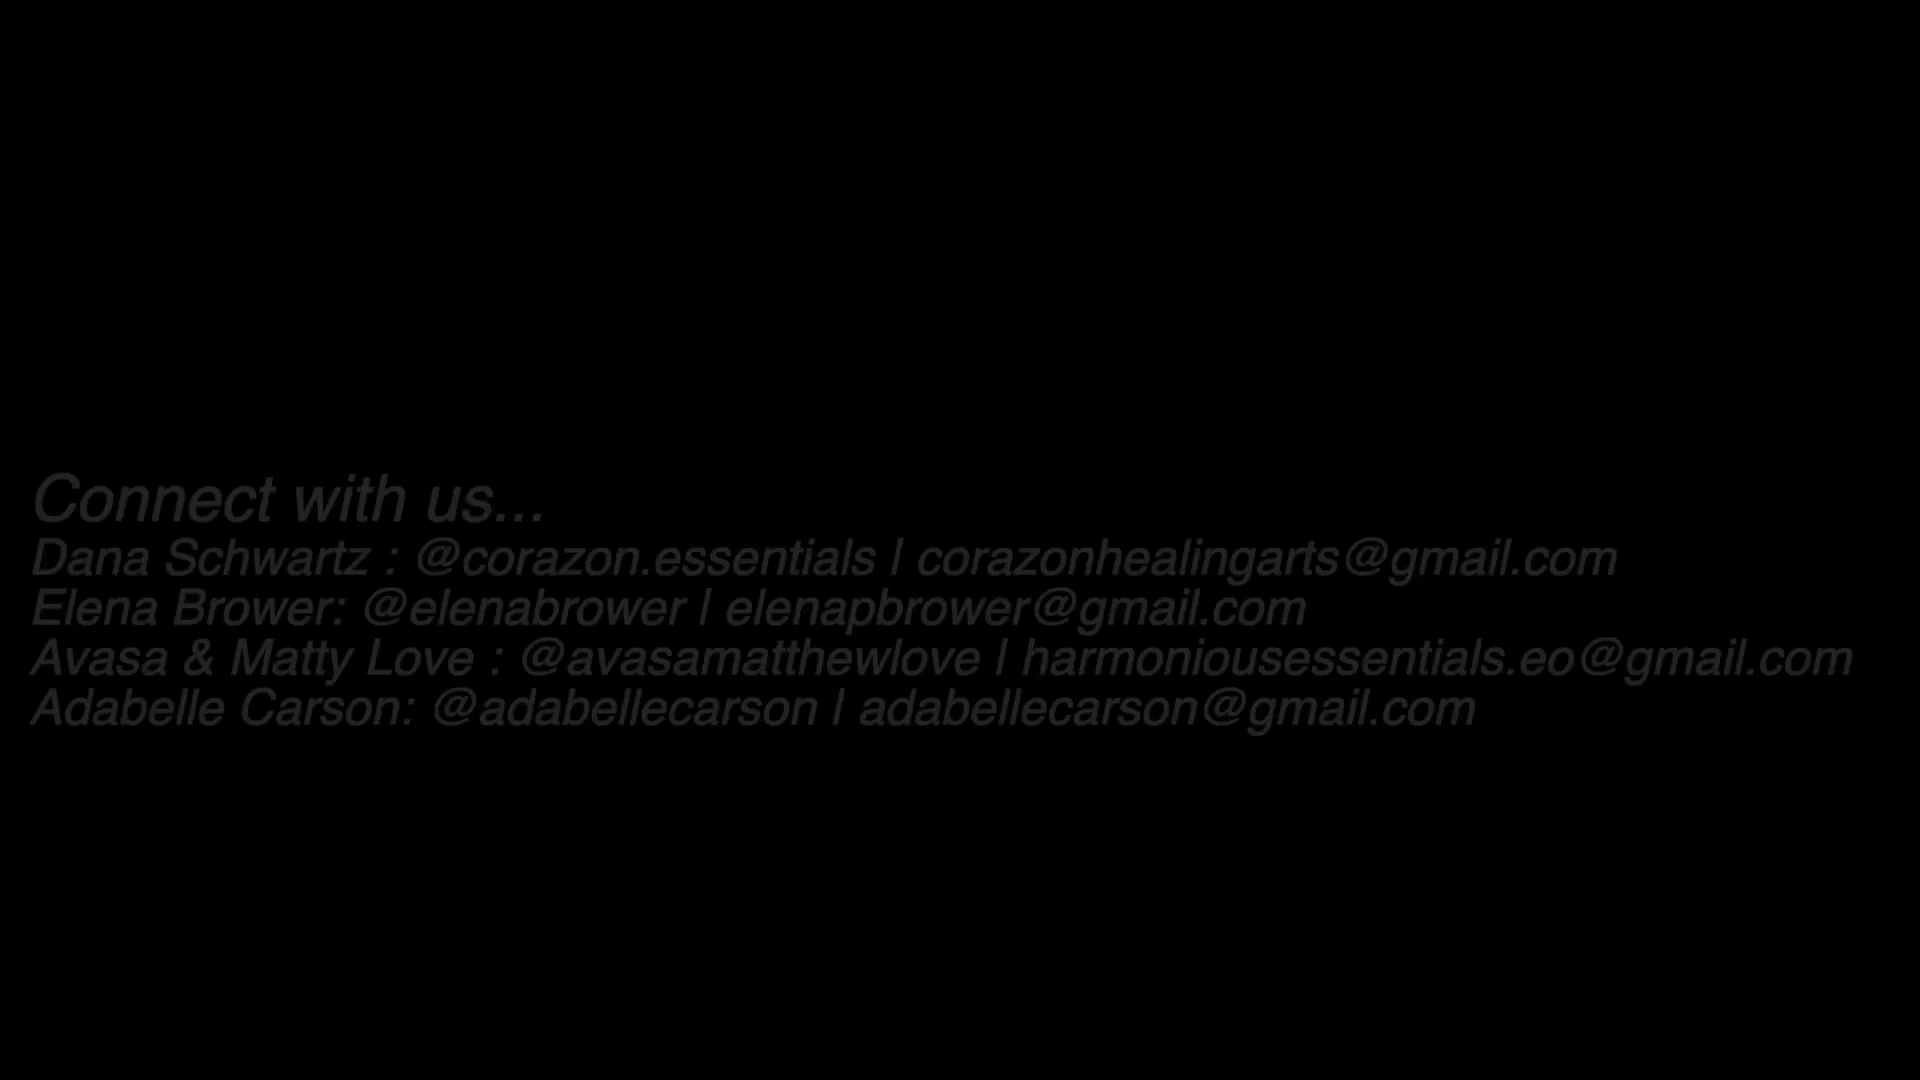 Connect with us...
Dana Schwartz : @corazon.essentials | corazonhealingarts@gmail.com
Elena Brower: @elenabrower | elenapbrower@gmail.com
Avasa & Matty Love : @avasamatthewlove | harmoniousessentials.eo@gmail.com
Adabelle Carson: @adabellecarson | adabellecarson@gmail.com